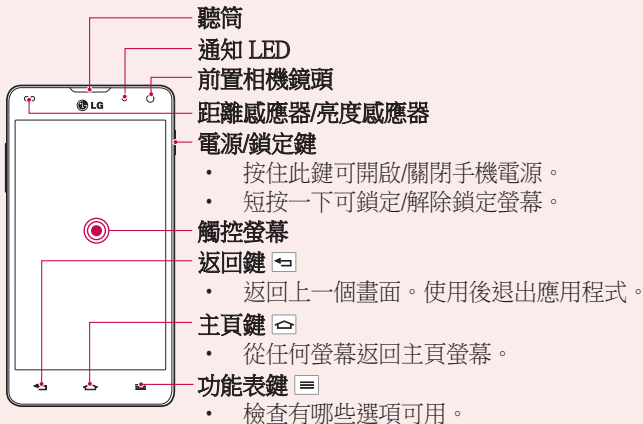 聽筒
通知 LED
前置相機鏡頭
距離感應器/亮度感應器
LG
電源/鎖定鍵
• 按住此鍵可開啟/關閉手機電源。
• 短按一下可鎖定/解除鎖定螢幕。
觸控螢幕
返回鍵
• 返回上一個畫面。使用後退出應用程式。
主頁鍵
• 從任何螢幕返回主頁螢幕。
功能表鍵
• 檢查有哪些選項可用。